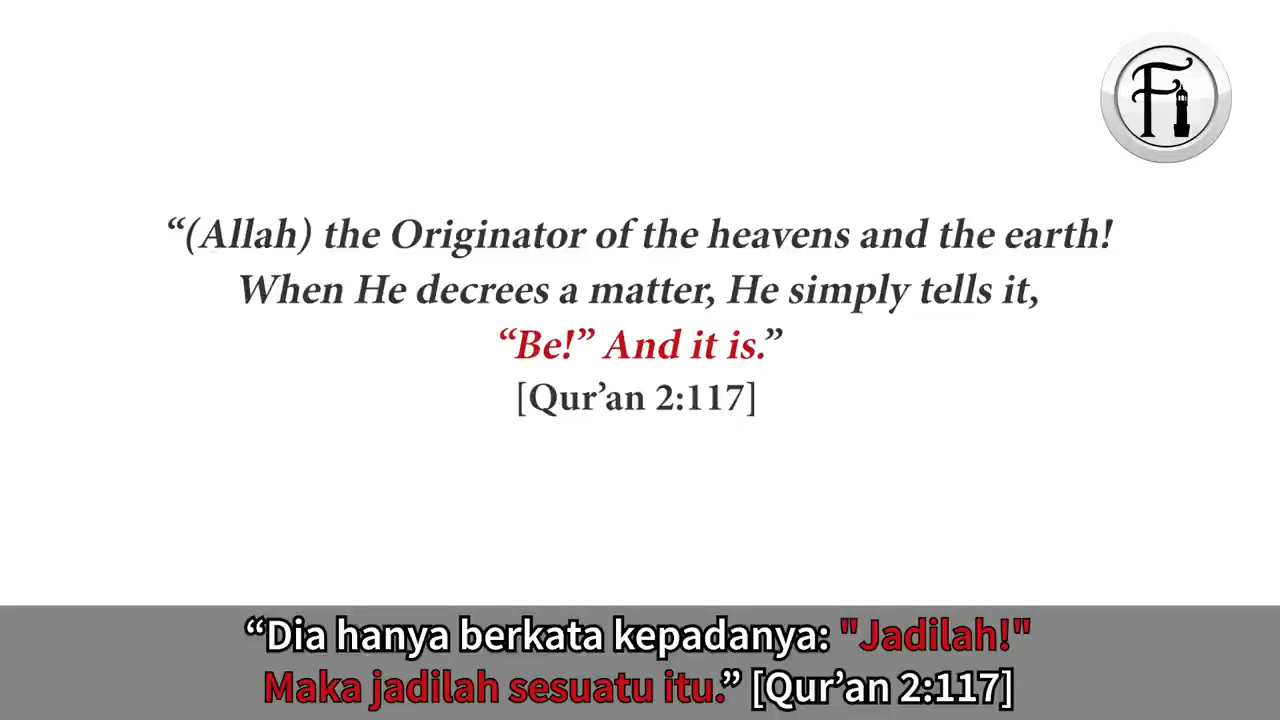 Fi
“(Allah) the Originator of the heavens and the earth!
When He decrees a matter, He simply tells it,
“Be!” And it is.”
[Qur’an 2:117]
“Dia hanya berkata kepadanya: "Jadilah!"
Maka jadilah sesuatu itu.” [Qur’an 2:117]